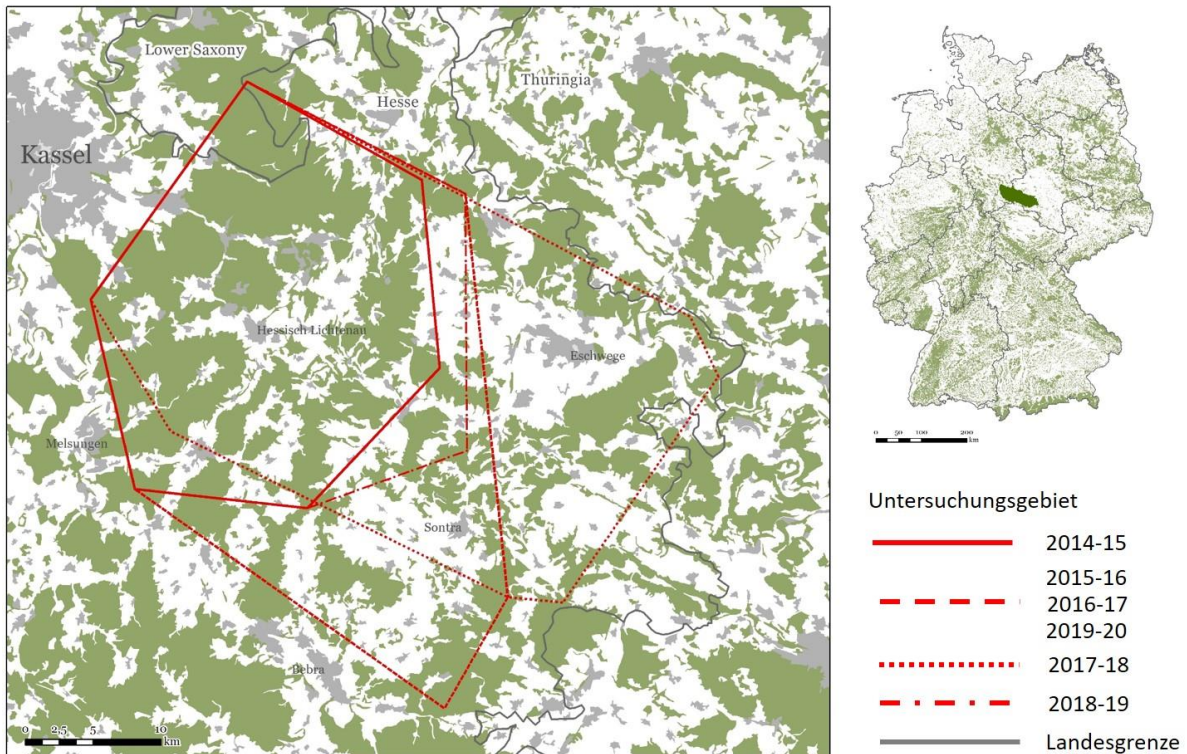 Lower Saxony
Thuringia
Hesse
Kassel
Hessisch Lichtenau
Eschwege
Melsungen
Sontra
Bebra
0 2,5 5 10
km
0 50 100 200
km
Untersuchungsgebiet
2014-15
2015-16
2016-17
2019-20
2017-18
2018-19
Landesgrenze